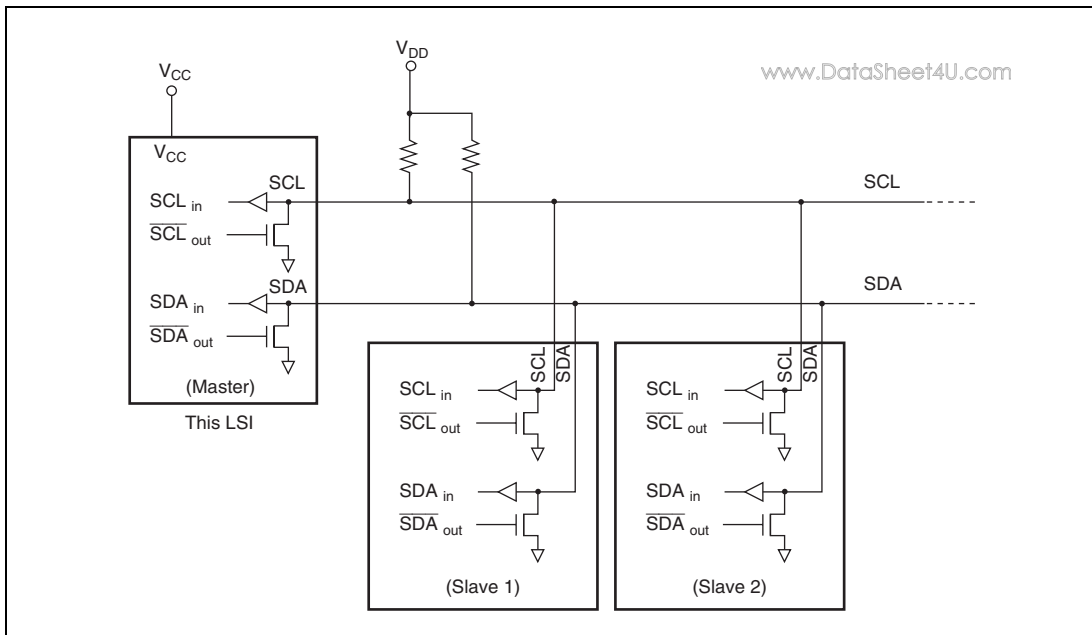 VDD
www.DataSheet4U.com
VCC
VCC
SCL
SCL in
SCL out
SDA
SDA in
SDA out
(Master)
This LSI
SCL
SDA
SCL
SDA
SCL in
SCL out
SDA in
SDA out
(Slave 1)
SCL
SDA
SCL in
SCL out
SDA in
SDA out
(Slave 2)